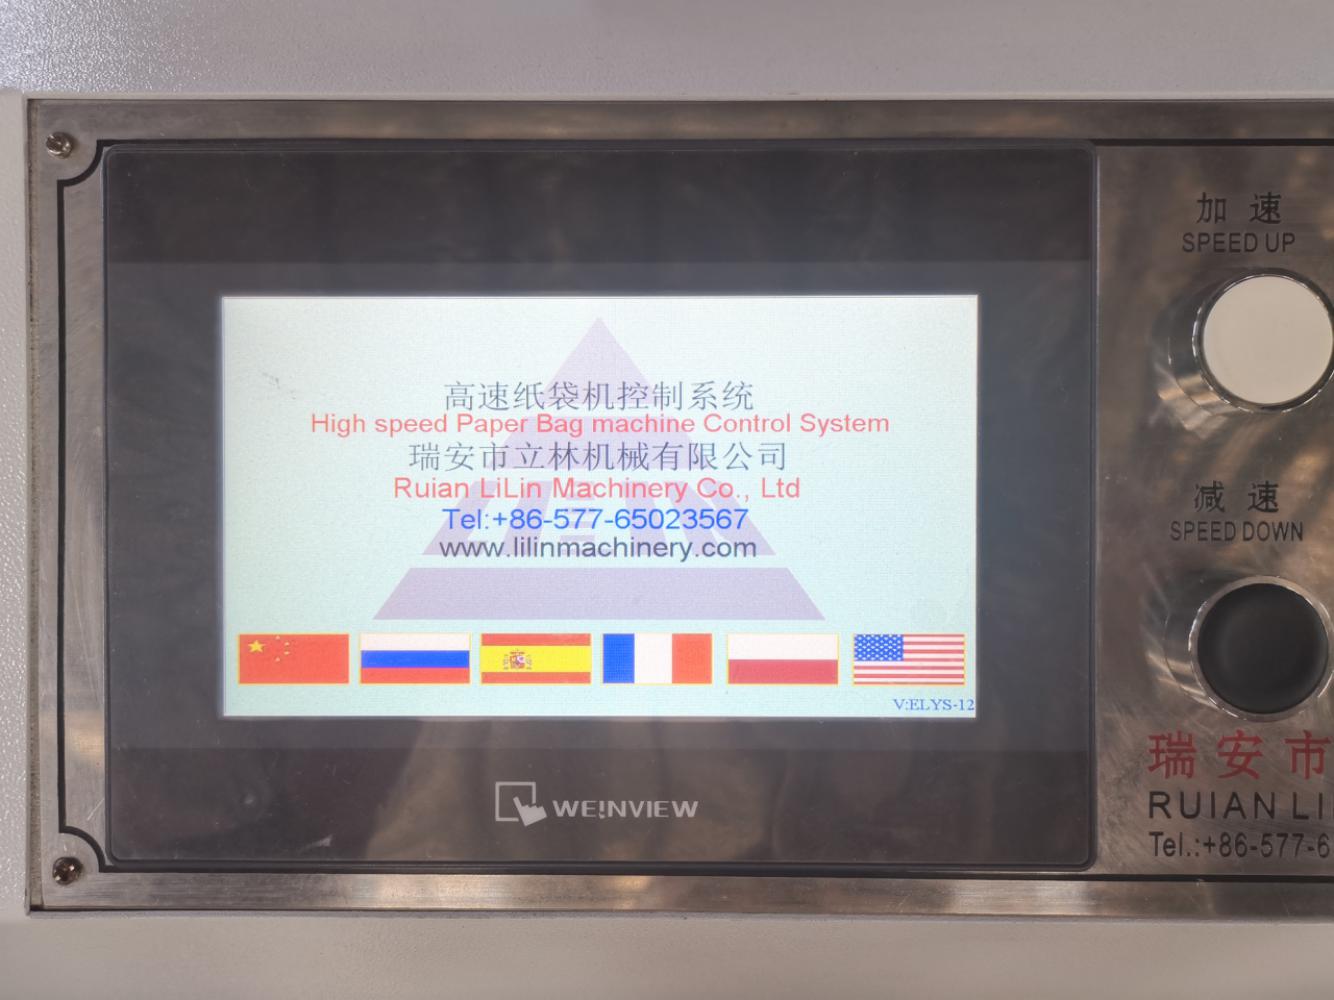 高速纸袋机控制系统
High speed Paper Bag machine Control System
瑞安市立林机械有限公司
Ruian LiLin Machinery Co., Ltd
Tel:+86-577-65023567
www.lilinmachinery.com
V:ELYS-12
WE!NVIEW
加速
SPEED UP
减速
SPEED DOWN
瑞安市
RUIAN LI
Tel.:+86-577-6